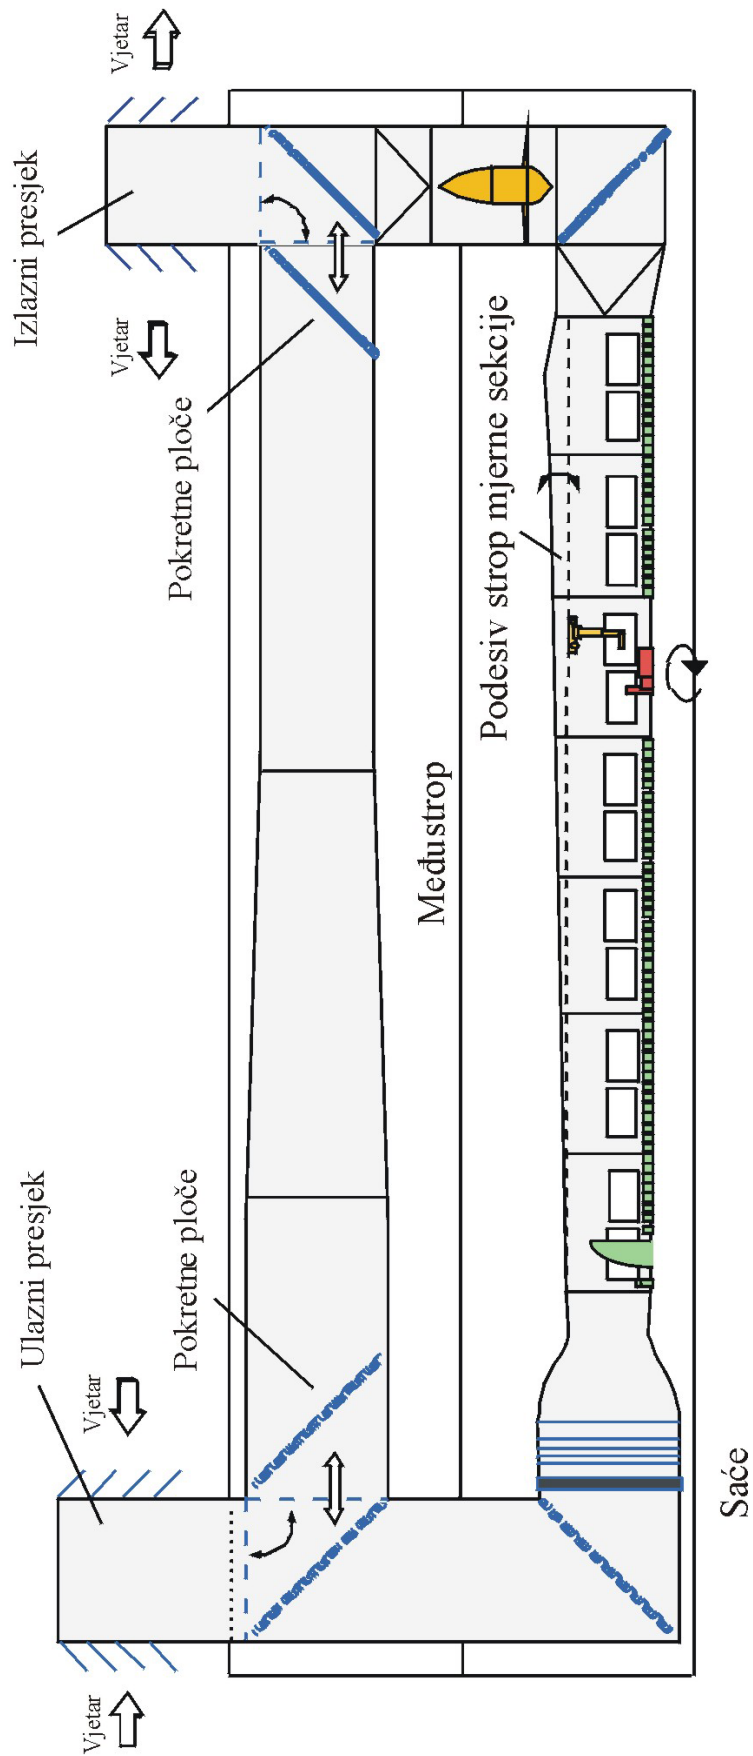 Ulazni presjek
Izlazni presjek
Vjetar
Vjetar
Vjetar
Vjetar
Pokretne ploče
Pokretne ploče
Međustrop
Podesiv strop mjerne sekcije
Saće